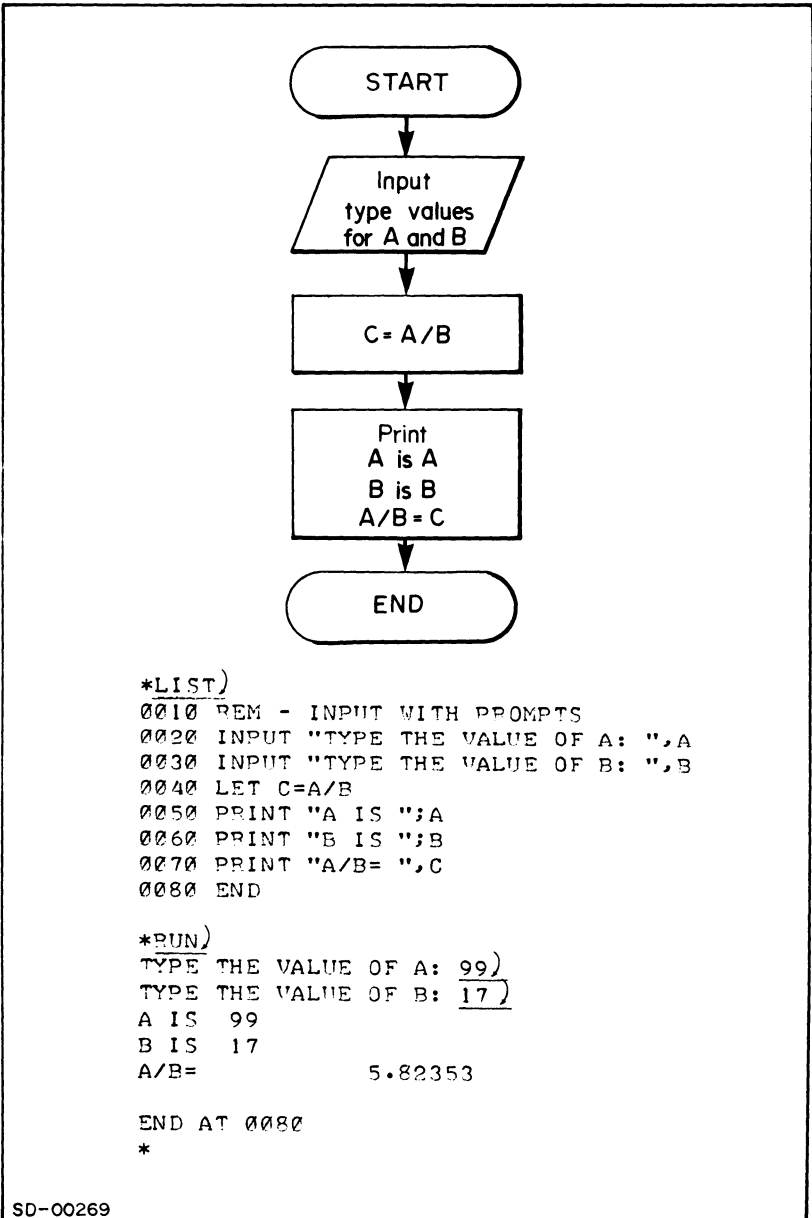 START
Input
type values
for A and B
C = A/B
Print
A is A
B is B
A/B = C
END
*LIST)
0010 REM - INPUT WITH PROMPTS
0020 INPUT "TYPE THE VALUE OF A: ",A
0030 INPUT "TYPE THE VALUE OF B: ",B
0040 LET C=A/B
0050 PRINT "A IS ";A
0060 PRINT "B IS ";B
0070 PRINT "A/B= ",C
0080 END
*RUN)
TYPE THE VALUE OF A: 99)
TYPE THE VALUE OF B: 17)
A IS  99
B IS  17
A/B=          5.82353
END AT 0080
*
SD-00269